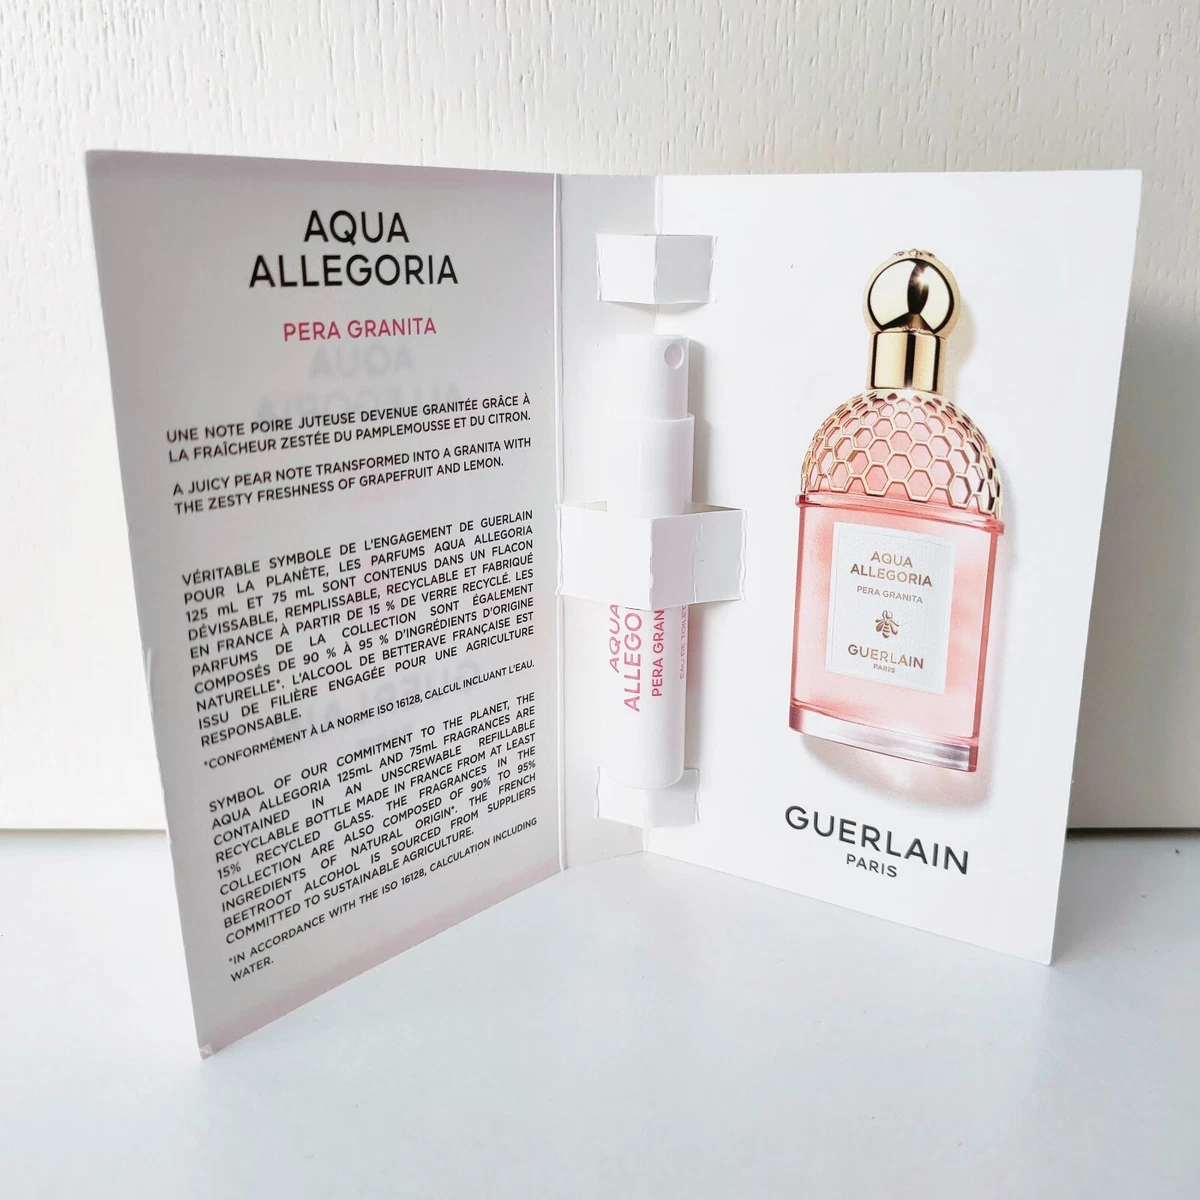 AQUA
ALLEGORIA
PERA GRANITA
UNE NOTE POIRE JUTEUSE DEVENUE GRANITÉE GRÂCE À
LA FRAÎCHEUR ZESTÉE DU PAMPLEMOUSSE ET DU CITRON.
A JUICY PEAR NOTE TRANSFORMED INTO A GRANITA WITH
THE ZESTY FRESHNESS OF GRAPEFRUIT AND LEMON.
VÉRITABLE SYMBOLE DE L'ENGAGEMENT DE GUERLAIN
POUR LA PLANÈTE, LES PARFUMS AQUA ALLEGORIA
125 mL ET 75 mL SONT CONTENUS DANS UN FLACON
DÉVISSABLE, REMPLISSABLE, RECYCLABLE ET FABRIQUÉ
EN FRANCE À PARTIR DE 15 % DE VERRE RECYCLÉ. LES
PARFUMS DE LA COLLECTION SONT ÉGALEMENT
COMPOSÉS DE 90 % À 95 % D'INGRÉDIENTS D'ORIGINE
NATURELLE*. L'ALCOOL DE BETTERAVE FRANÇAISE EST
ISSU DE FILIÈRE ENGAGÉE POUR UNE AGRICULTURE
RESPONSABLE.
*CONFORMÉMENT À LA NORME ISO 16128, CALCUL INCLUANT L'EAU.
SYMBOL OF OUR COMMITMENT TO THE PLANET, THE
AQUA ALLEGORIA 125mL AND 75mL FRAGRANCES ARE
CONTAINED IN AN UNSCREWABLE REFILLABLE
RECYCLABLE BOTTLE MADE IN FRANCE FROM AT LEAST
15% RECYCLED GLASS. THE FRAGRANCES IN THE
COLLECTION ARE ALSO COMPOSED OF 90% TO 95%
INGREDIENTS OF NATURAL ORIGIN*. THE FRENCH
BEETROOT ALCOHOL IS SOURCED FROM SUPPLIERS
COMMITTED TO SUSTAINABLE AGRICULTURE.
*IN ACCORDANCE WITH THE ISO 16128, CALCULATION INCLUDING
WATER.
AQUA
ALLEGO
PERA GRAN
EAU DE TOILET
AQUA
ALLEGORIA
PERA GRANITA
GUERLAIN
PARIS
GUERLAIN
PARIS